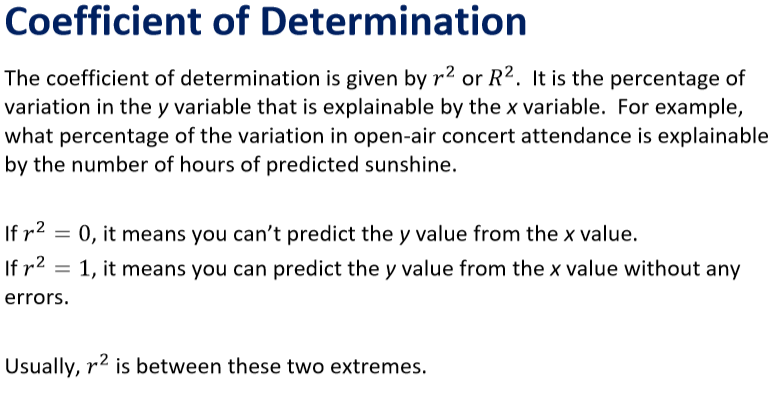 Coefficient of Determination
The coefficient of determination is given by r² or R². It is the percentage of
variation in the y variable that is explainable by the x variable. For example,
what percentage of the variation in open-air concert attendance is explainable
by the number of hours of predicted sunshine.
If r² = 0, it means you can’t predict the y value from the x value.
If r² = 1, it means you can predict the y value from the x value without any
errors.
Usually, r² is between these two extremes.